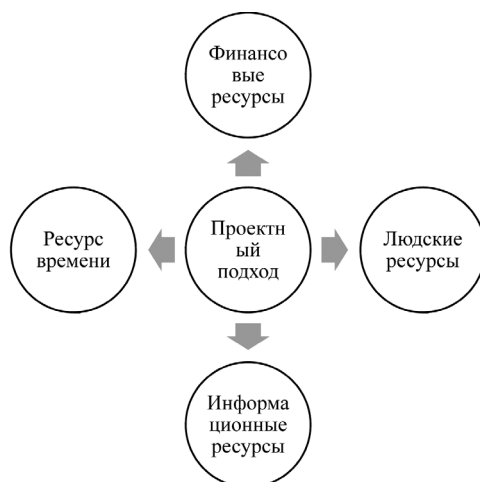 Финансо
вые
ресурсы
Ресурс
времени
Проектн
ый
подход
Людские
ресурсы
Информа
ционные
ресурсы